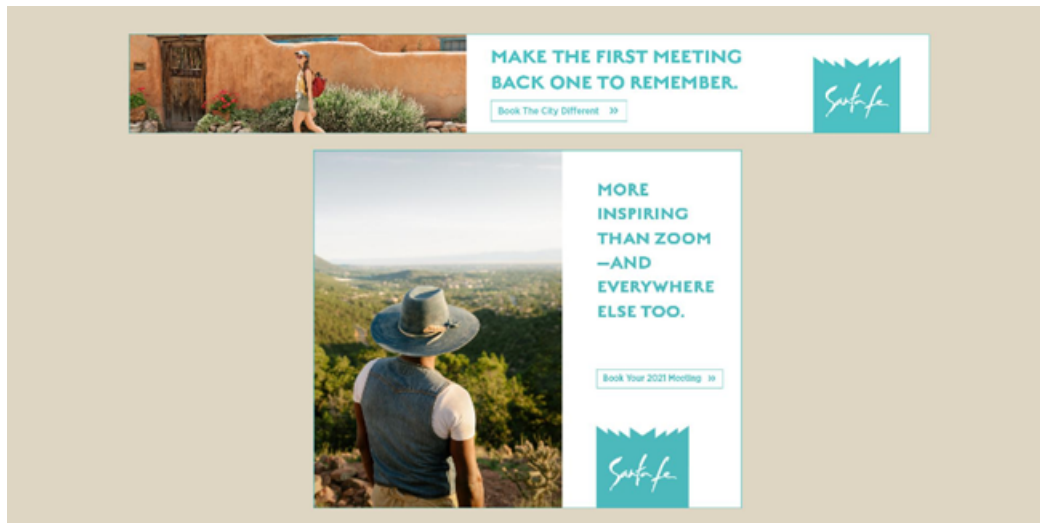 MAKE THE FIRST MEETING
BACK ONE TO REMEMBER.
Book The City Different »
Santa Fe
MORE
INSPIRING
THAN ZOOM
—AND
EVERYWHERE
ELSE TOO.
Book Your 2021 Meeting »
Santa Fe